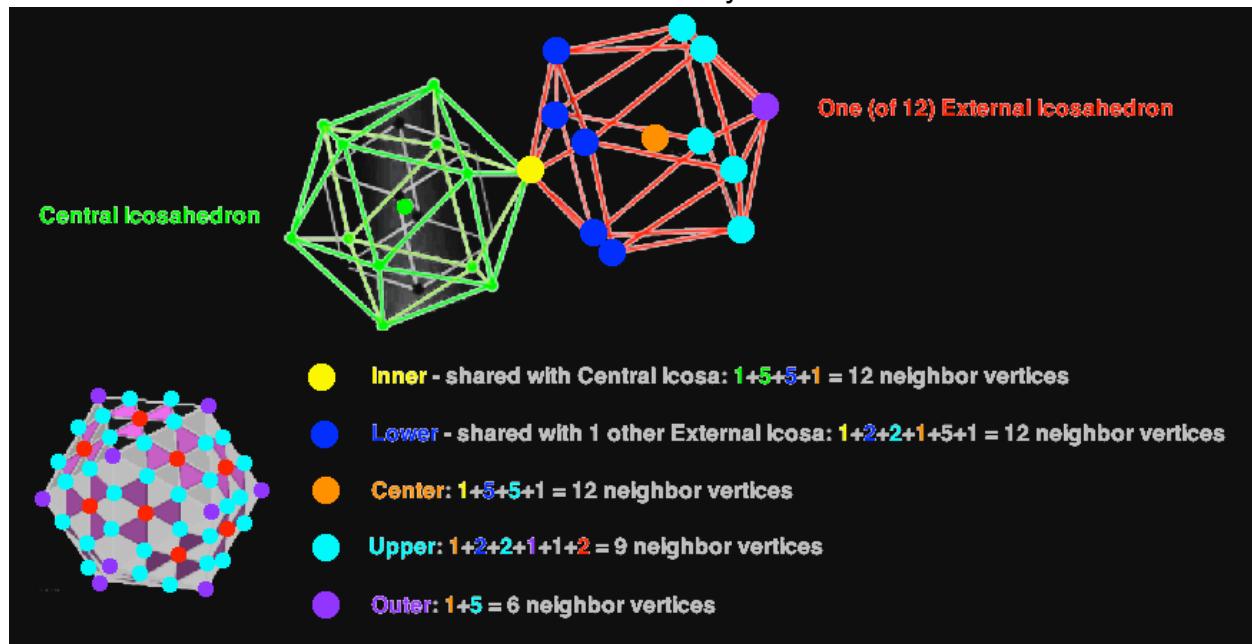 One (of 12) External Icosahedron
Central Icosahedron
Inner - shared with Central Icosa: 1+5+5+1 = 12 neighbor vertices
Lower - shared with 1 other External Icosa: 1+2+2+1+5+1 = 12 neighbor vertices
Center: 1+5+5+1 = 12 neighbor vertices
Upper: 1+2+2+1+1+2 = 9 neighbor vertices
Outer: 1+5 = 6 neighbor vertices